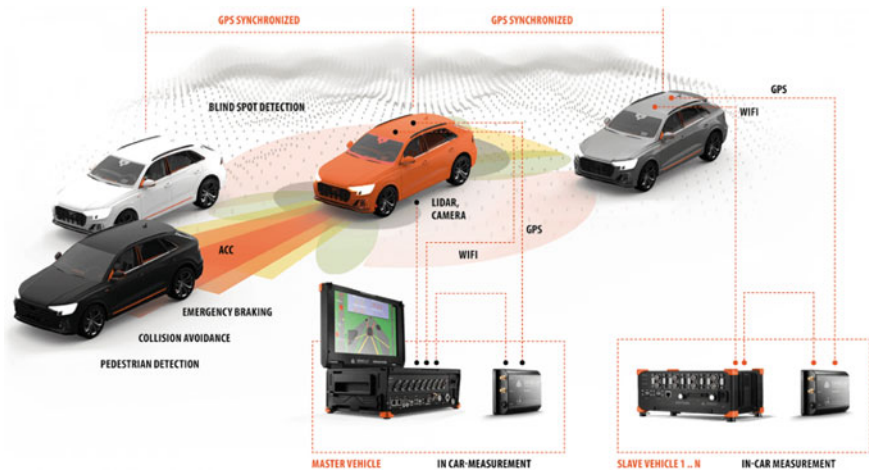 GPS SYNCHRONIZED
GPS SYNCHRONIZED
GPS
WIFI
BLIND SPOT DETECTION
LIDAR,
CAMERA
GPS
WIFI
ACC
EMERGENCY BRAKING
COLLISION AVOIDANCE
PEDESTRIAN DETECTION
MASTER VEHICLE
IN CAR-MEASUREMENT
SLAVE VEHICLE 1 .. N
IN-CAR MEASUREMENT